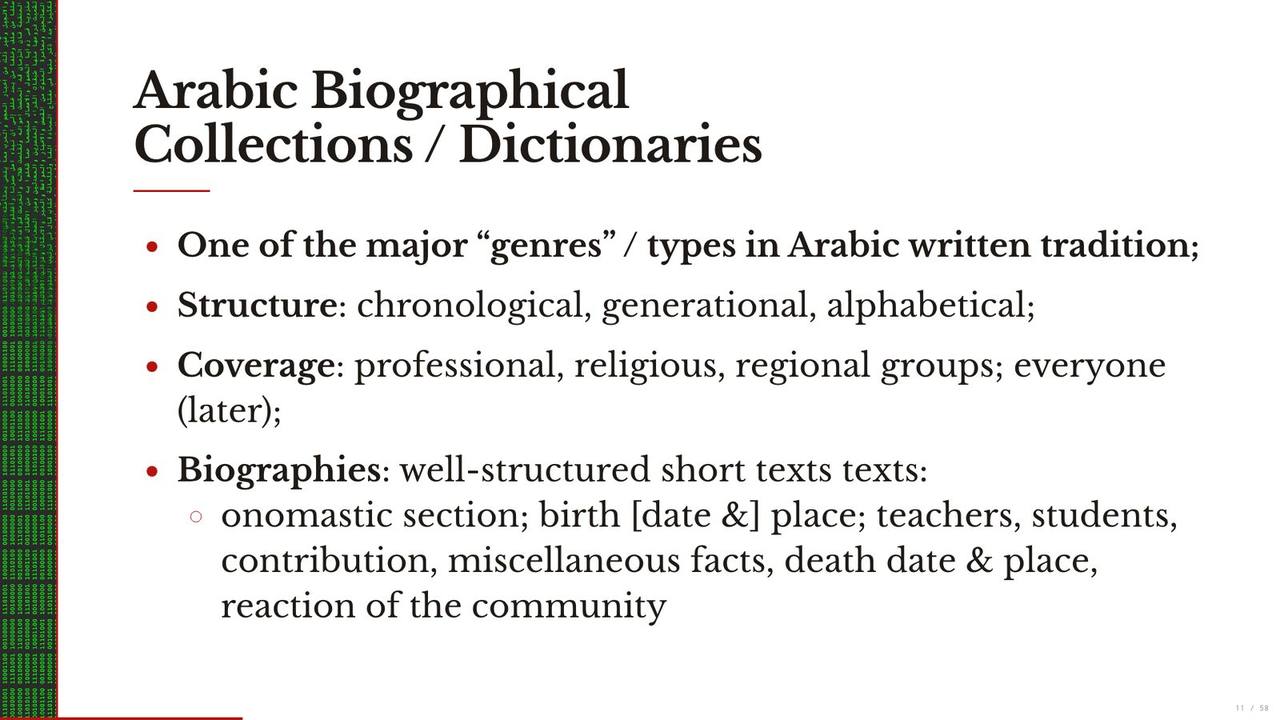 Arabic Biographical
Collections / Dictionaries
One of the major “genres” / types in Arabic written tradition;
Structure: chronological, generational, alphabetical;
Coverage: professional, religious, regional groups; everyone
(later);
Biographies: well-structured short texts texts:
onomastic section; birth [date &] place; teachers, students,
contribution, miscellaneous facts, death date & place,
reaction of the community
11 / 58